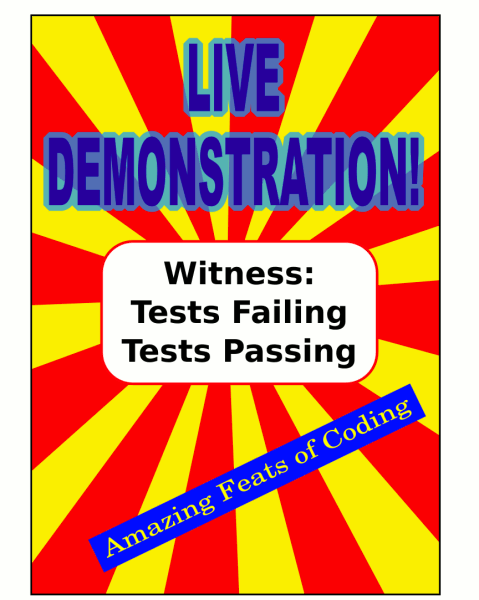 LIVE
DEMONSTRATION!
Witness:
Tests Failing
Tests Passing
Amazing Feats of Coding